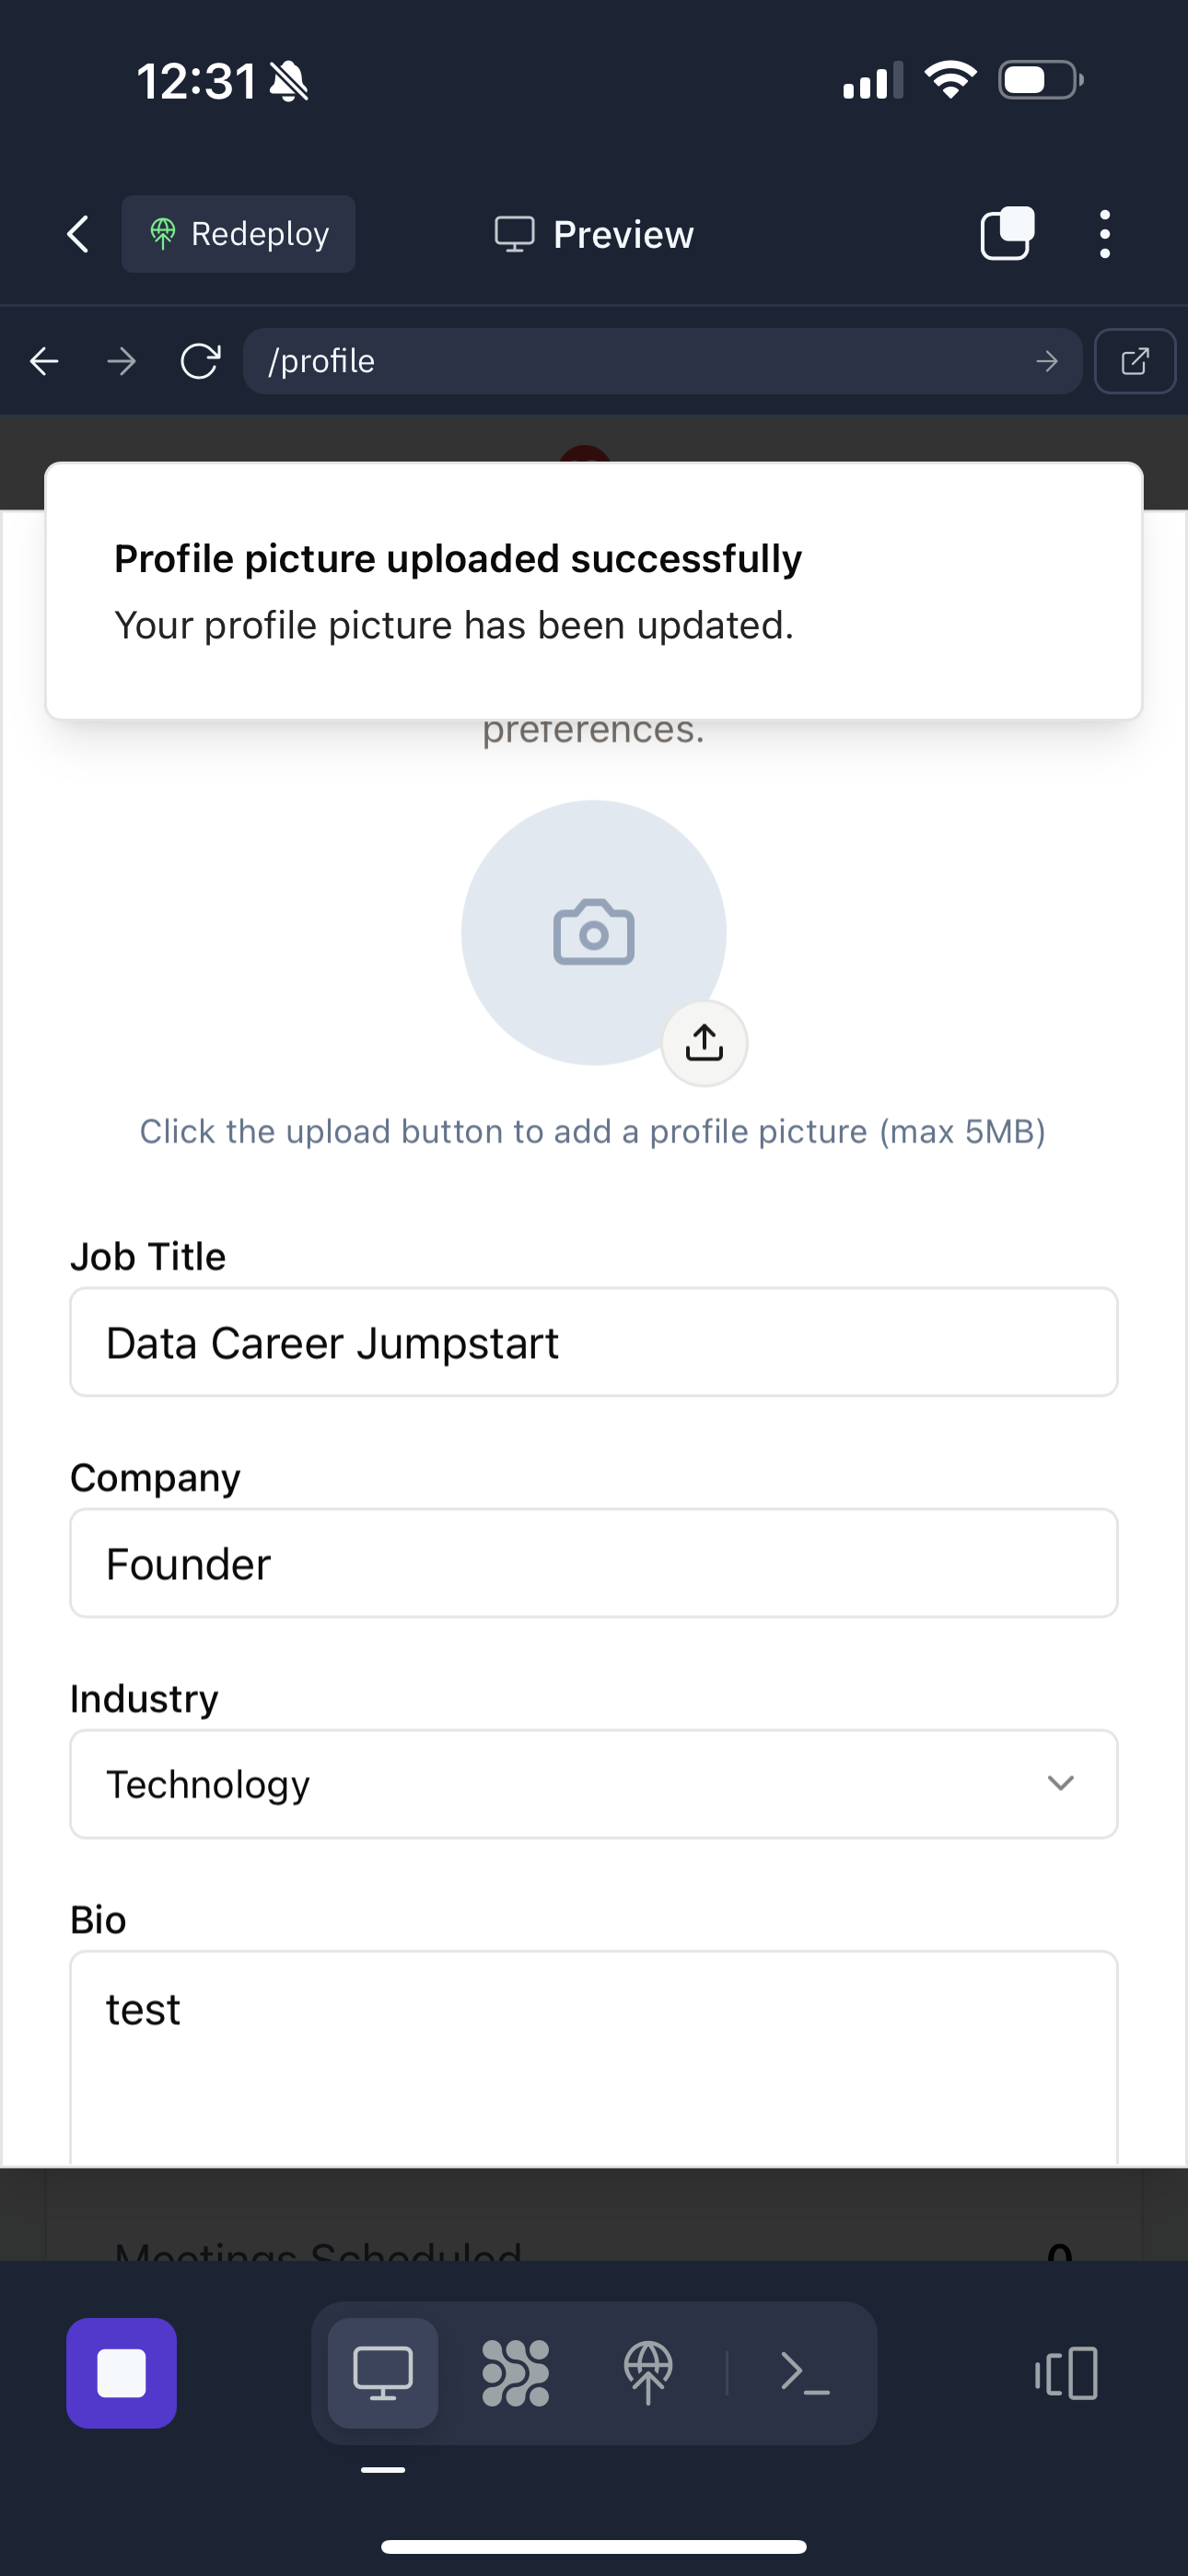 12:31
Redeploy
Preview
/profile
Profile picture uploaded successfully
Your profile picture has been updated.
preferences.
Click the upload button to add a profile picture (max 5MB)
Job Title
Data Career Jumpstart
Company
Founder
Industry
Technology
Bio
test
Meetings Scheduled
0